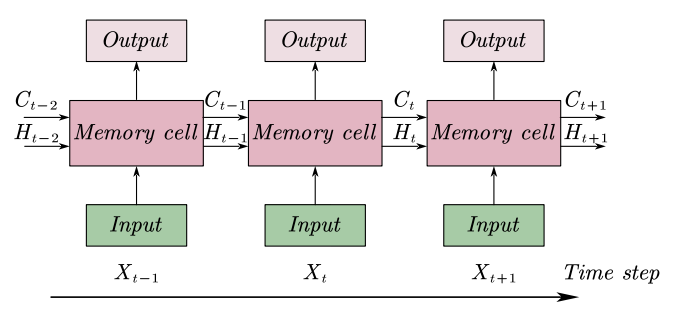 Output Output Output
C_{t-2} C_{t-1} C_t C_{t+1}
H_{t-2} Memory cell H_{t-1} Memory cell H_t Memory cell H_{t+1}
Input Input Input
X_{t-1} X_t X_{t+1} Time step